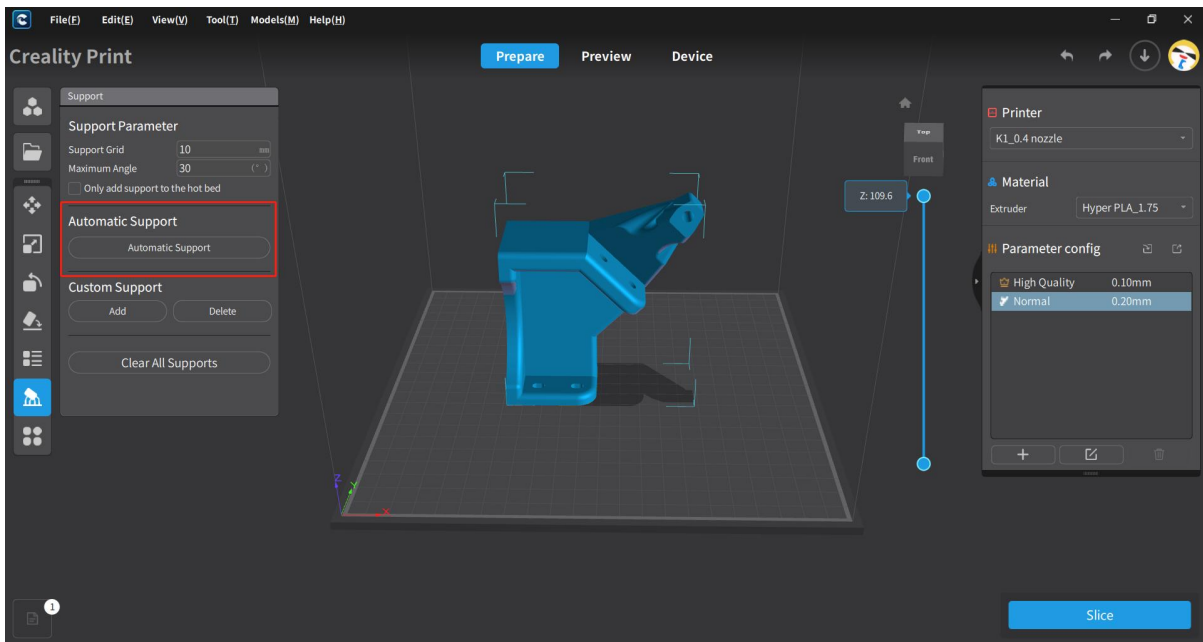 File(F) Edit(E) View(V) Tool(T) Models(M) Help(H)
Creality Print
Prepare Preview Device
Support
Support Parameter
Support Grid 10 mm
Maximum Angle 30 (°)
Only add support to the hot bed
Automatic Support
Automatic Support
Custom Support
Add Delete
Clear All Supports
Top
Front
Z: 109.6
Z
Y
X
Printer
K1_0.4 nozzle
Material
Extruder Hyper PLA_1.75
Parameter config
High Quality 0.10mm
Normal 0.20mm
1
Slice